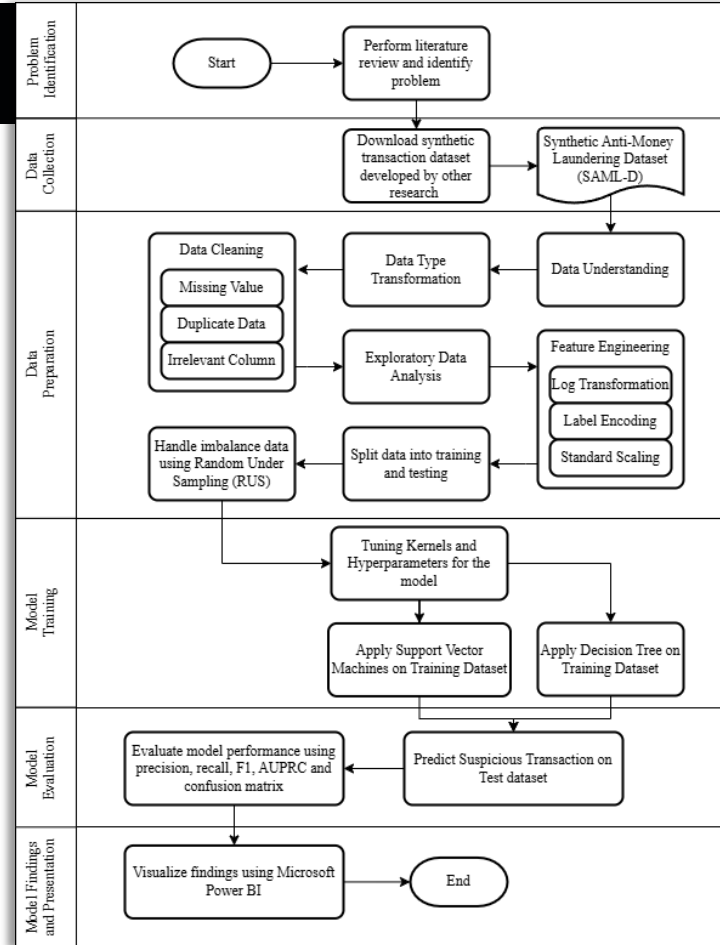 Problem
Identification
Start
Perform literature
review and identify
problem
Data
Collection
Download synthetic
transaction dataset
developed by other
research
Synthetic Anti-Money
Laundering Dataset
(SAML-D)
Data
Preparation
Data Cleaning
Missing Value
Duplicate Data
Irrelevant Column
Data Type
Transformation
Data Understanding
Exploratory Data
Analysis
Feature Engineering
Log Transformation
Label Encoding
Standard Scaling
Handle imbalance data
using Random Under
Sampling (RUS)
Split data into training
and testing
Model
Training
Tuning Kernels and
Hyperparameters for the
model
Apply Support Vector
Machines on Training Dataset
Apply Decision Tree on
Training Dataset
Model
Evaluation
Evaluate model performance using
precision, recall, F1, AUPRC and
confusion matrix
Predict Suspicious Transaction on
Test dataset
Model Findings
and Presentation
Visualize findings using Microsoft
Power BI
End